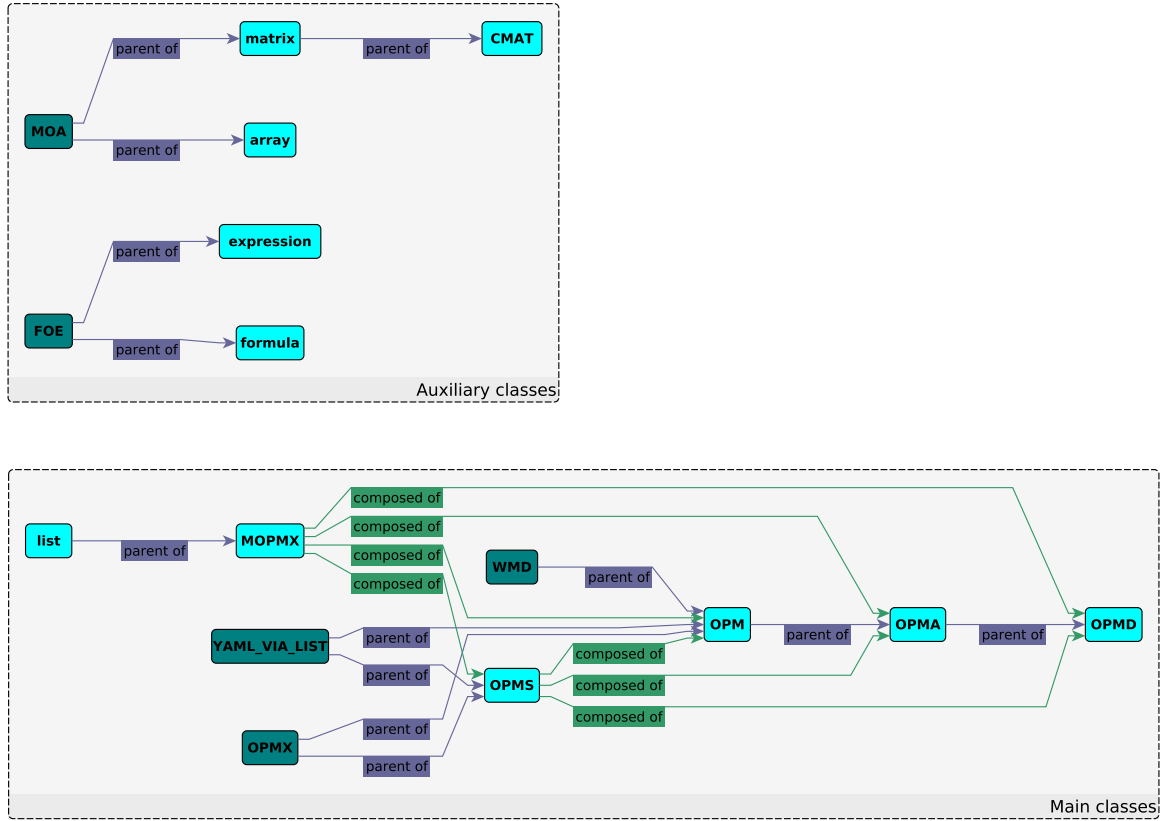 matrix
CMAT
parent of
parent of
MOA
array
parent of
expression
parent of
FOE
formula
parent of
Auxiliary classes
composed of
composed of
list
MOPMX
parent of
composed of
WMD
parent of
composed of
OPM
OPMA
OPMD
YAML_VIA_LIST
parent of
parent of
parent of
composed of
parent of
OPMS
composed of
composed of
parent of
OPMX
parent of
Main classes